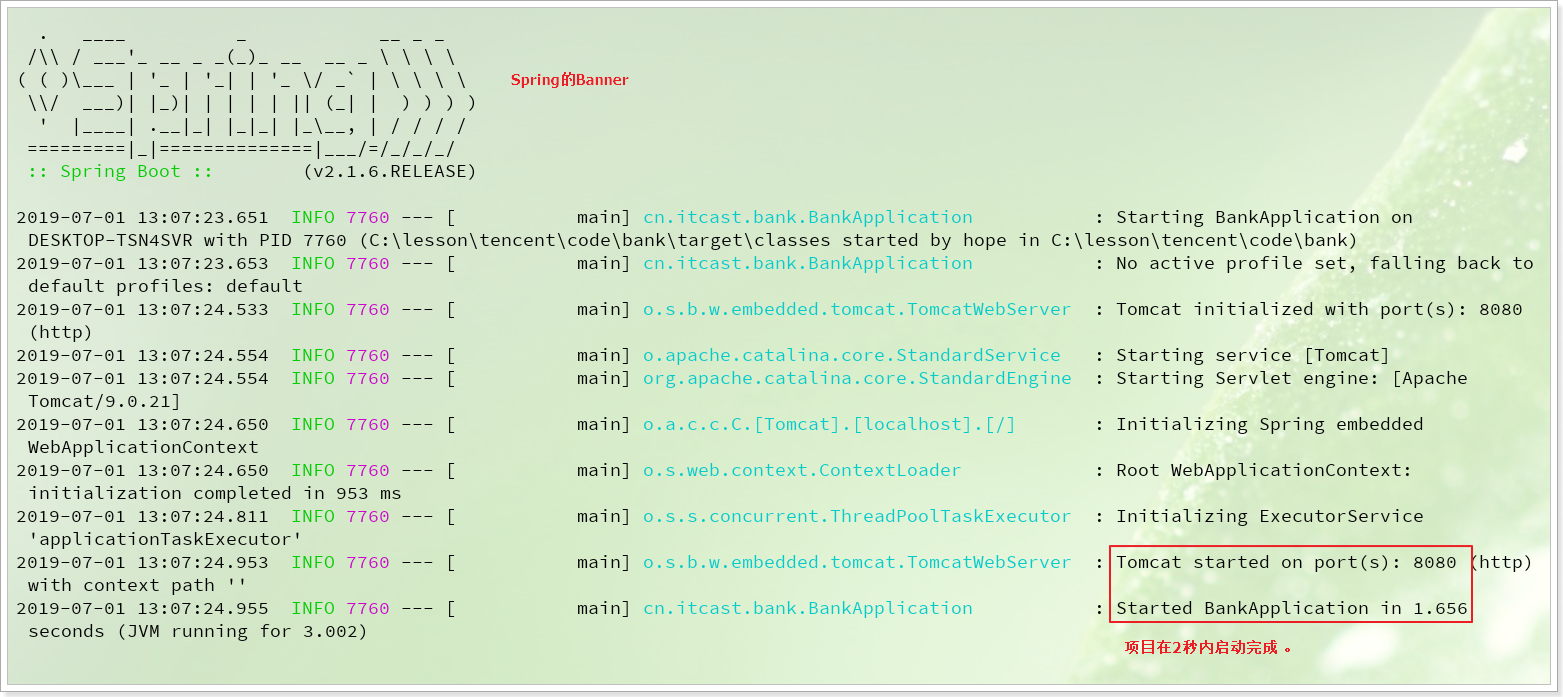 .   ____          _            __ _ _
 /\\ / ___'_ __ _ _(_)_ __  __ _ \ \ \ \
( ( )\___ | '_ | '_| | '_ \/ _` | \ \ \ \
Spring的Banner
 \\/  ___)| |_)| | | | | || (_| |  ) ) ) )
  '  |____| .__|_| |_|_| |_\__, | / / / /
 =========|_|==============|___/=/_/_/_/
 :: Spring Boot ::        (v2.1.6.RELEASE)
2019-07-01 13:07:23.651  INFO 7760 --- [           main] cn.itcast.bank.BankApplication           : Starting BankApplication on
DESKTOP-TSN4SVR with PID 7760 (C:\lesson\tencent\code\bank\target\classes started by hope in C:\lesson\tencent\code\bank)
2019-07-01 13:07:23.653  INFO 7760 --- [           main] cn.itcast.bank.BankApplication           : No active profile set, falling back to
default profiles: default
2019-07-01 13:07:24.533  INFO 7760 --- [           main] o.s.b.w.embedded.tomcat.TomcatWebServer  : Tomcat initialized with port(s): 8080
(http)
2019-07-01 13:07:24.554  INFO 7760 --- [           main] o.apache.catalina.core.StandardService   : Starting service [Tomcat]
2019-07-01 13:07:24.554  INFO 7760 --- [           main] org.apache.catalina.core.StandardEngine  : Starting Servlet engine: [Apache
Tomcat/9.0.21]
2019-07-01 13:07:24.650  INFO 7760 --- [           main] o.a.c.c.C.[Tomcat].[localhost].[/]       : Initializing Spring embedded
WebApplicationContext
2019-07-01 13:07:24.650  INFO 7760 --- [           main] o.s.web.context.ContextLoader            : Root WebApplicationContext:
initialization completed in 953 ms
2019-07-01 13:07:24.811  INFO 7760 --- [           main] o.s.s.concurrent.ThreadPoolTaskExecutor  : Initializing ExecutorService
'applicationTaskExecutor'
2019-07-01 13:07:24.953  INFO 7760 --- [           main] o.s.b.w.embedded.tomcat.TomcatWebServer  : Tomcat started on port(s): 8080 (http)
with context path ''
2019-07-01 13:07:24.955  INFO 7760 --- [           main] cn.itcast.bank.BankApplication           : Started BankApplication in 1.656
seconds (JVM running for 3.002)
项目在2秒内启动完成 。